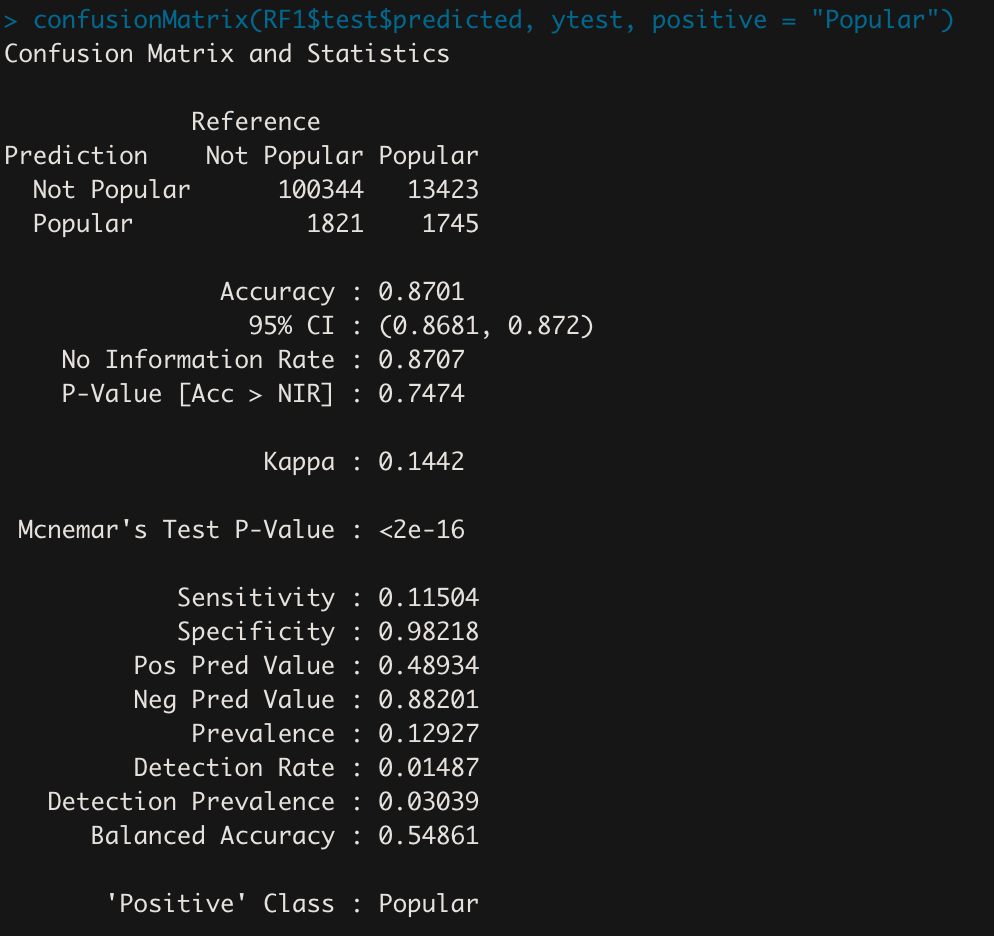 > confusionMatrix(RF1$test$predicted, ytest, positive = "Popular")
Confusion Matrix and Statistics

             Reference
Prediction    Not Popular Popular
  Not Popular      100344   13423
  Popular            1821    1745

               Accuracy : 0.8701
                 95% CI : (0.8681, 0.872)
    No Information Rate : 0.8707
    P-Value [Acc > NIR] : 0.7474

                  Kappa : 0.1442

 Mcnemar's Test P-Value : <2e-16

            Sensitivity : 0.11504
            Specificity : 0.98218
         Pos Pred Value : 0.48934
         Neg Pred Value : 0.88201
             Prevalence : 0.12927
         Detection Rate : 0.01487
   Detection Prevalence : 0.03039
      Balanced Accuracy : 0.54861

       'Positive' Class : Popular